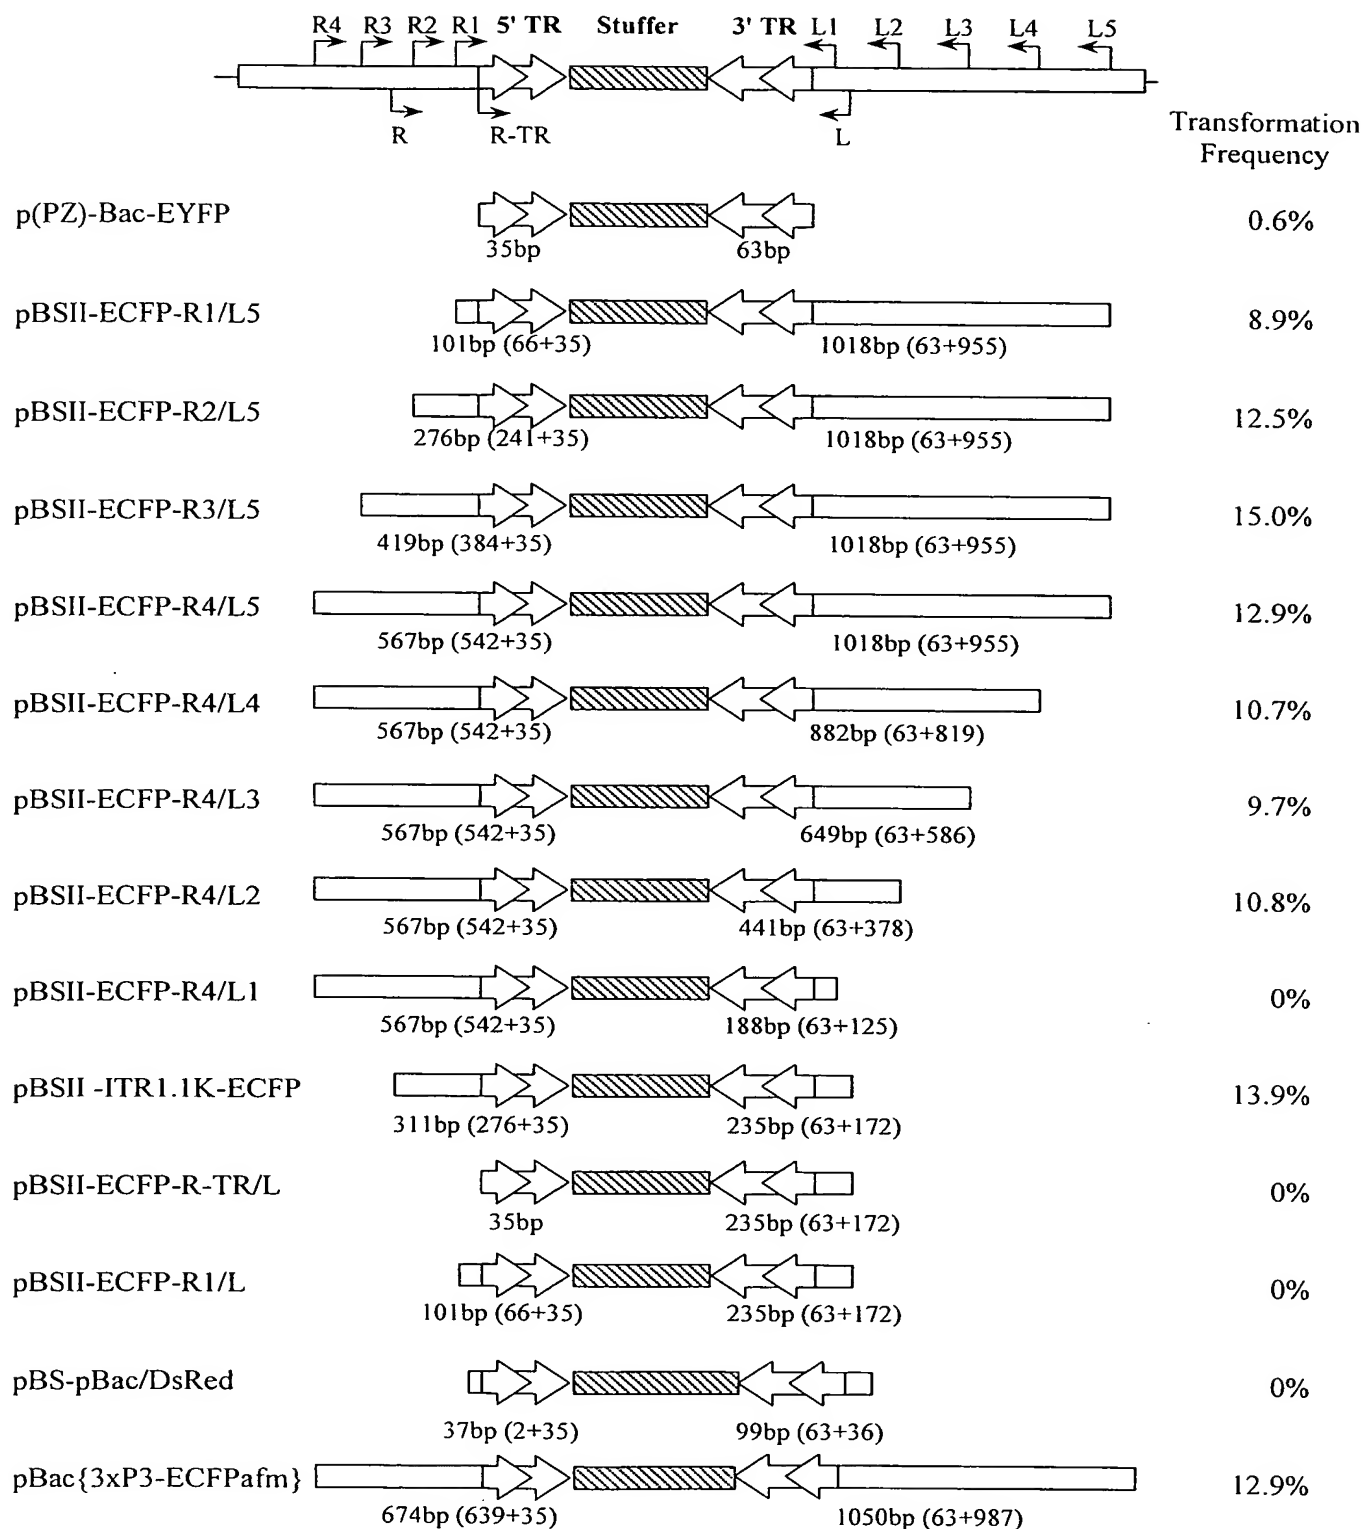 R4 R3 R2 R1 5' TR Stuffer 3' TR L1 L2 L3 L4 L5
R R-TR L
Transformation
Frequency
p(PZ)-Bac-EYFP 0.6%
35bp 63bp
pBSII-ECFP-R1/L5 8.9%
101bp (66+35) 1018bp (63+955)
pBSII-ECFP-R2/L5 12.5%
276bp (241+35) 1018bp (63+955)
pBSII-ECFP-R3/L5 15.0%
419bp (384+35) 1018bp (63+955)
pBSII-ECFP-R4/L5 12.9%
567bp (542+35) 1018bp (63+955)
pBSII-ECFP-R4/L4 10.7%
567bp (542+35) 882bp (63+819)
pBSII-ECFP-R4/L3 9.7%
567bp (542+35) 649bp (63+586)
pBSII-ECFP-R4/L2 10.8%
567bp (542+35) 441bp (63+378)
pBSII-ECFP-R4/L1 0%
567bp (542+35) 188bp (63+125)
pBSII -ITR1.1K-ECFP 13.9%
311bp (276+35) 235bp (63+172)
pBSII-ECFP-R-TR/L 0%
35bp 235bp (63+172)
pBSII-ECFP-R1/L 0%
101bp (66+35) 235bp (63+172)
pBS-pBac/DsRed 0%
37bp (2+35) 99bp (63+36)
pBac{3xP3-ECFPafm} 12.9%
674bp (639+35) 1050bp (63+987)